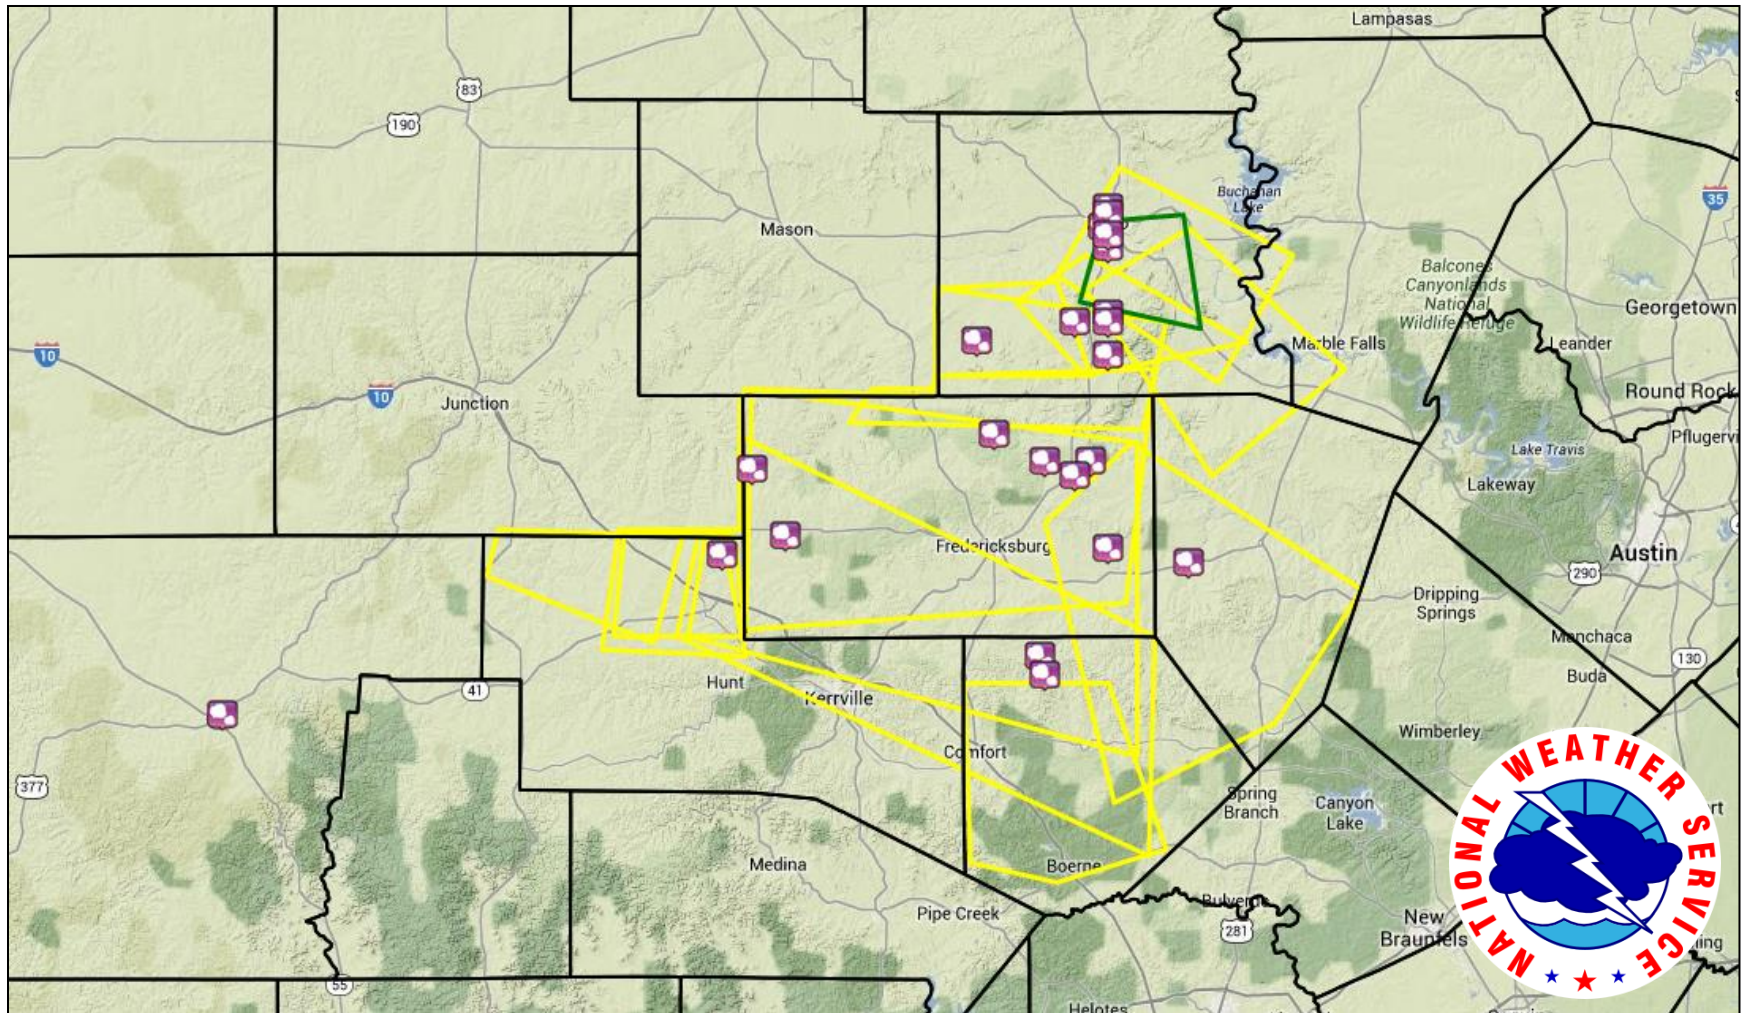 Lampasas
83
190
35
Buchanan
Lake
Mason
Balcones
Canyonlands
National
Wildlife Refuge
Georgetown
Marble Falls
Leander
10
10
Junction
Round Rock
Lake Travis
Lakeway
Fredericksburg
Austin
290
Dripping
Springs
Manchaca
130
Buda
Hunt
41
Kerrville
Wimberley
Comfort
377
Spring
Branch
Canyon
Lake
Medina
Boerne
Pipe Creek
Bulverde
281
New
Braunfels
55
Helotes
NATIONAL WEATHER SERVICE